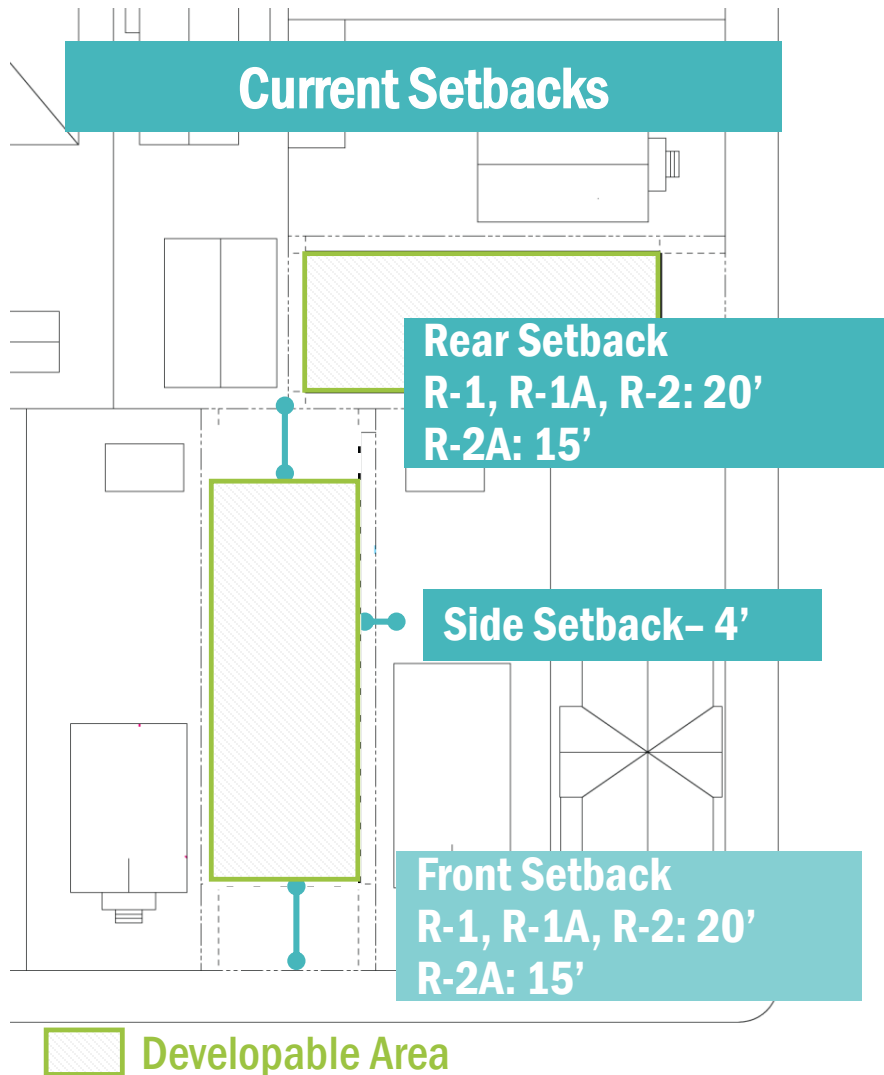 Current Setbacks
Rear Setback
R-1, R-1A, R-2: 20’
R-2A: 15’
Side Setback– 4’
Front Setback
R-1, R-1A, R-2: 20’
R-2A: 15’
Developable Area